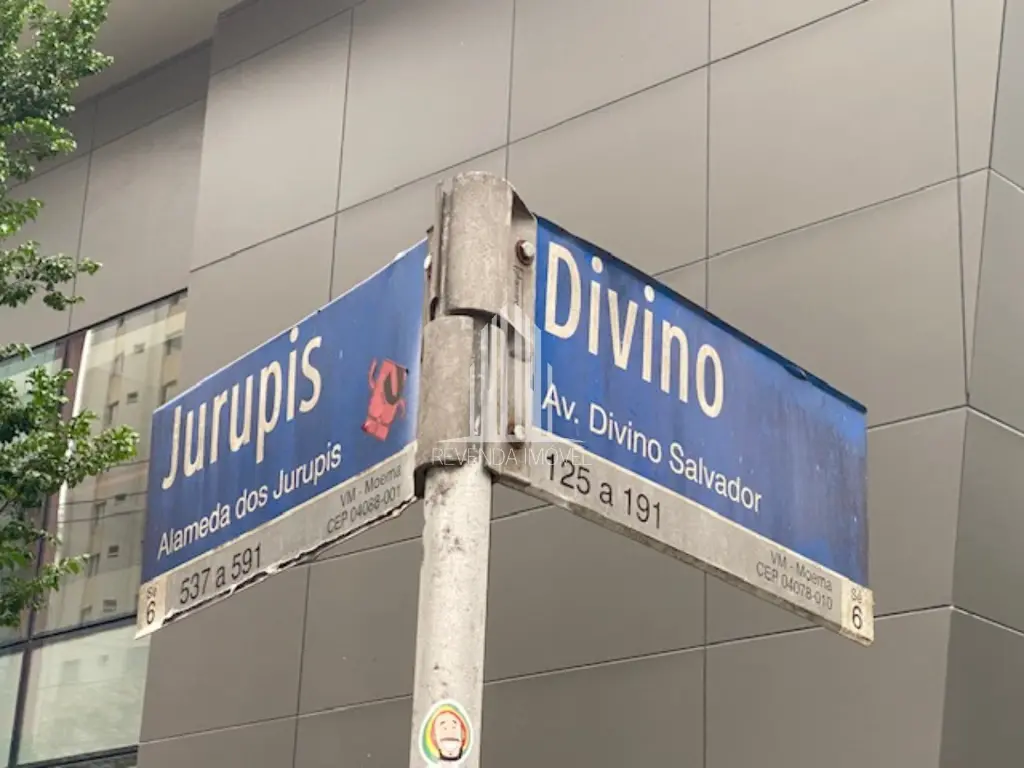 Jurupis
Alameda dos Jurupis
VM - Moema
CEP 04068-001
537 a 591
Sé
6
Divino
Av. Divino Salvador
125 a 191
VM - Moema
CEP 04078-010
Sé
6
REVENDA IMÓVEL